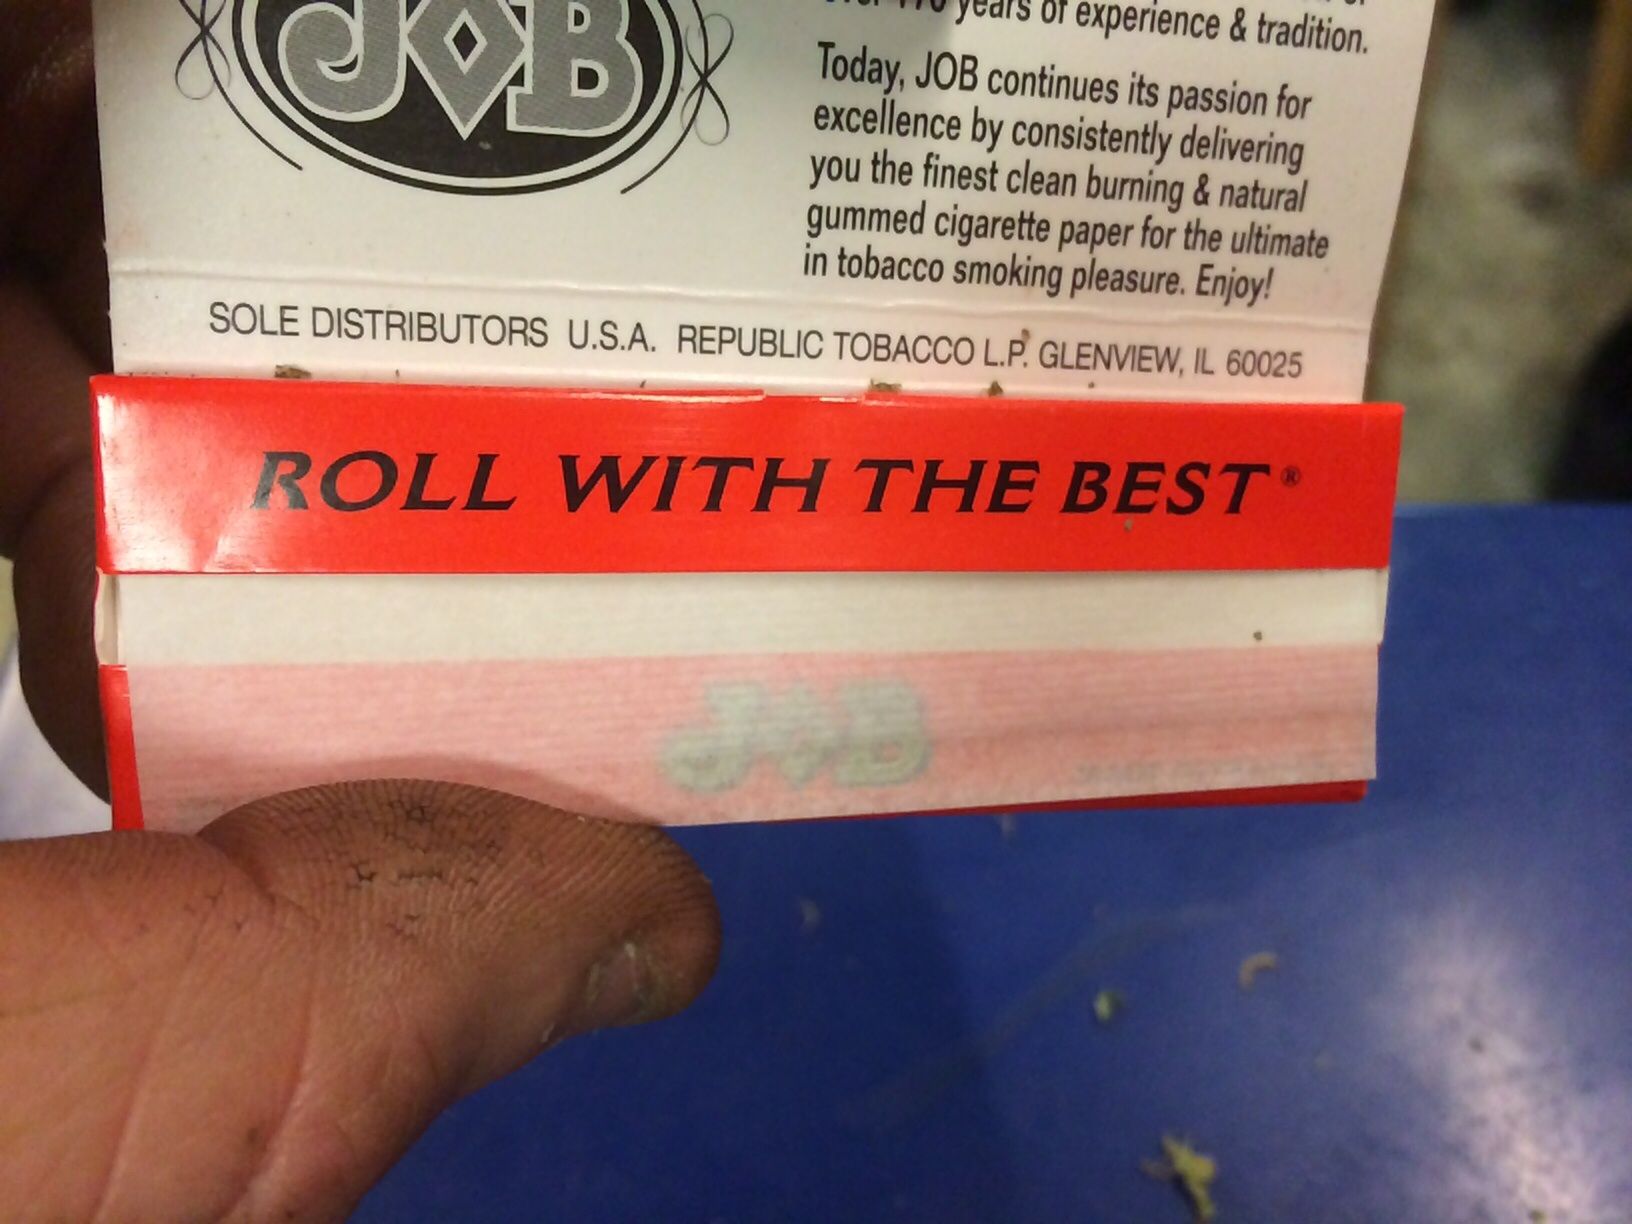 JOB
years of experience & tradition.
Today, JOB continues its passion for
excellence by consistently delivering
you the finest clean burning & natural
gummed cigarette paper for the ultimate
in tobacco smoking pleasure. Enjoy!
SOLE DISTRIBUTORS U.S.A. REPUBLIC TOBACCO L.P. GLENVIEW, IL 60025
ROLL WITH THE BEST®
JOB